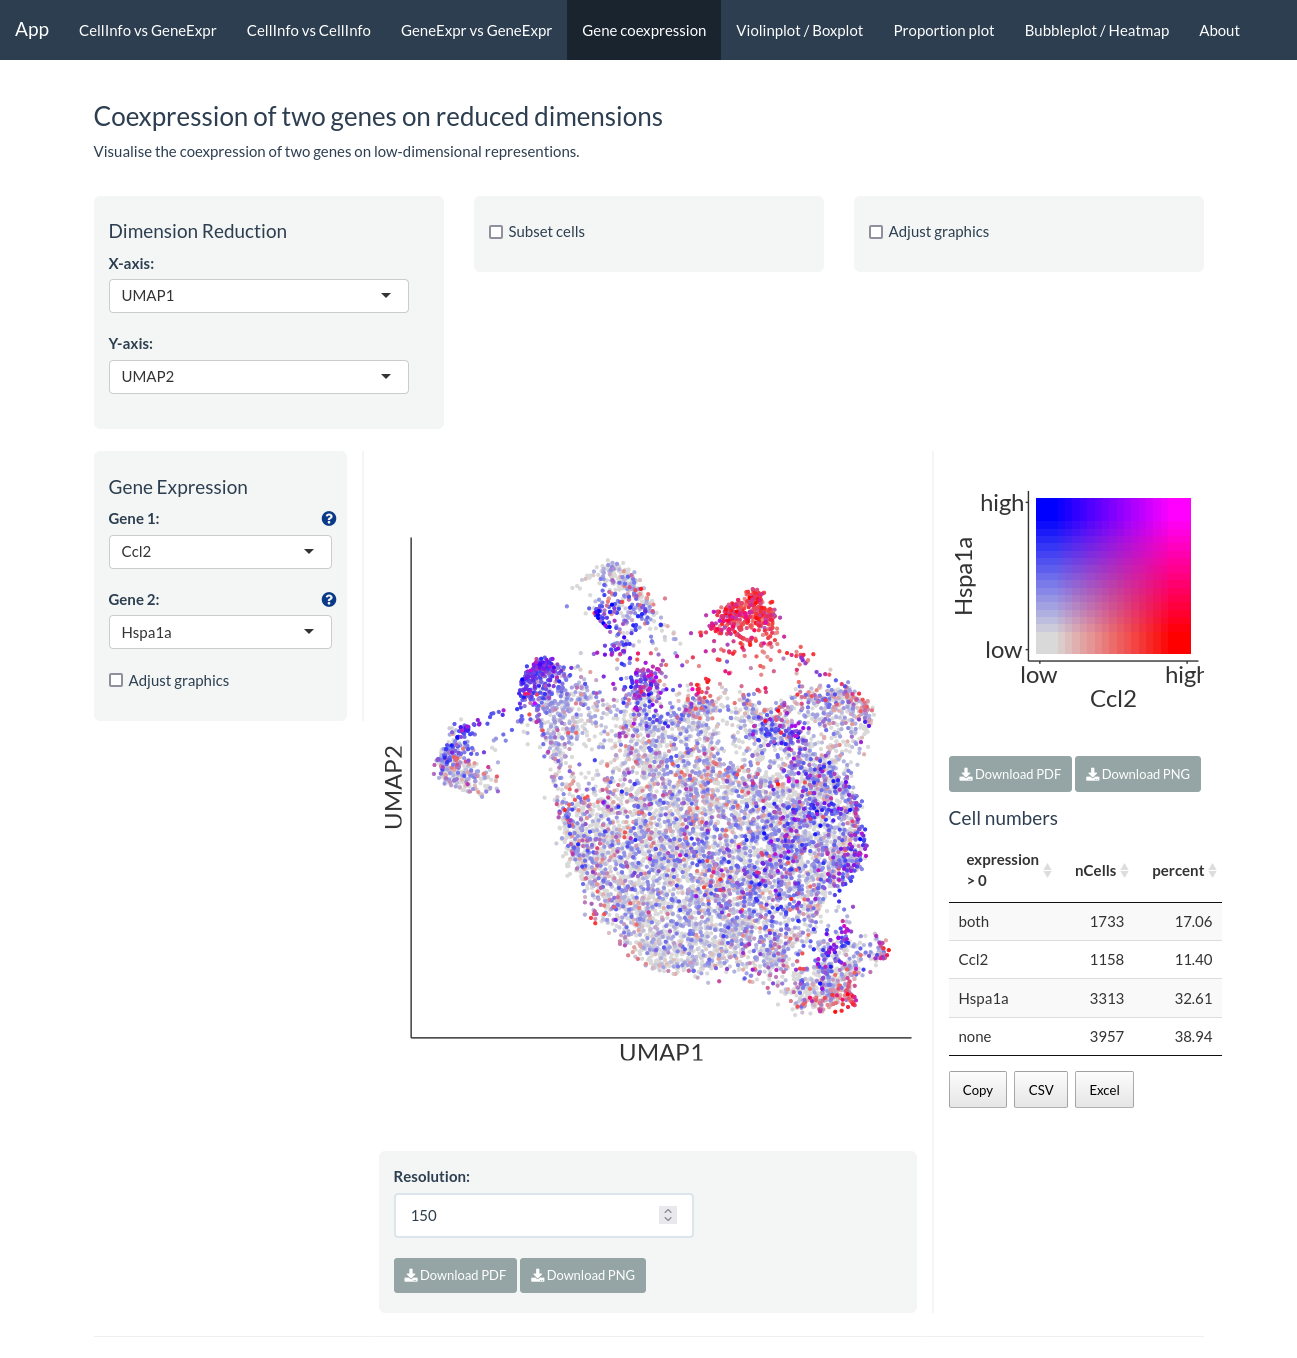 App CellInfo vs GeneExpr CellInfo vs CellInfo GeneExpr vs GeneExpr Gene coexpression Violinplot / Boxplot Proportion plot Bubbleplot / Heatmap About
Coexpression of two genes on reduced dimensions
Visualise the coexpression of two genes on low-dimensional represention​s.
Dimension Reduction
X-axis:
UMAP1
Y-axis:
UMAP2
Subset cells
Adjust graphics
Gene Expression
Gene 1:
Ccl2
Gene 2:
Hspa1a
Adjust graphics
UMAP2
UMAP1
high
Hspa1a
low
low high
Ccl2
Download PDF Download PNG
Cell numbers
expression
> 0 nCells percent
both 1733 17.06
Ccl2 1158 11.40
Hspa1a 3313 32.61
none 3957 38.94
Copy CSV Excel
Resolution:
150
Download PDF Download PNG